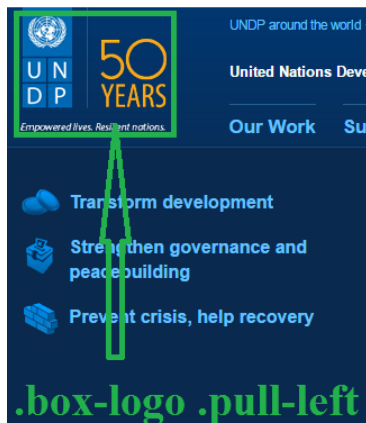 UNDP around the world
United Nations Deve
U N
D P
50
YEARS
Empowered lives. Resilient nations.
Our Work Su
Transform development
Strengthen governance and
peacebuilding
Prevent crisis, help recovery
.box-logo .pull-left